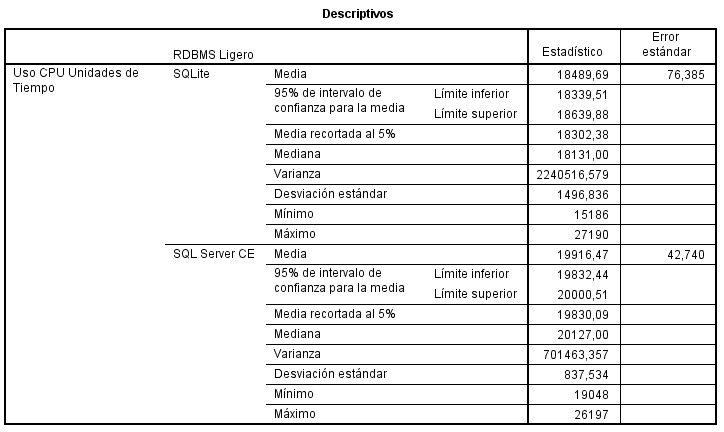 Descriptivos
RDBMS Ligero Estadístico Error estándar
Uso CPU Unidades de Tiempo SQLite Media 18489,69 76,385
95% de intervalo de confianza para la media Límite inferior 18339,51
Límite superior 18639,88
Media recortada al 5% 18302,38
Mediana 18131,00
Varianza 2240516,579
Desviación estándar 1496,836
Mínimo 15186
Máximo 27190
SQL Server CE Media 19916,47 42,740
95% de intervalo de confianza para la media Límite inferior 19832,44
Límite superior 20000,51
Media recortada al 5% 19830,09
Mediana 20127,00
Varianza 701463,357
Desviación estándar 837,534
Mínimo 19048
Máximo 26197